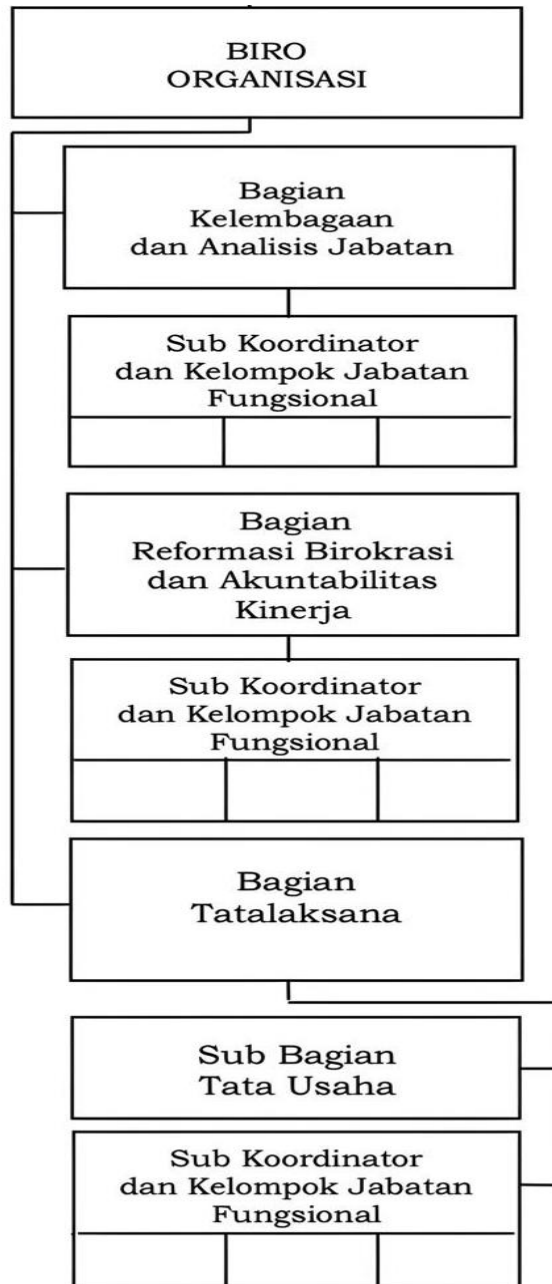 BIRO
ORGANISASI
Bagian
Kelembagaan
dan Analisis Jabatan
Sub Koordinator
dan Kelompok Jabatan
Fungsional
Bagian
Reformasi Birokrasi
dan Akuntabilitas
Kinerja
Sub Koordinator
dan Kelompok Jabatan
Fungsional
Bagian
Tatalaksana
Sub Bagian
Tata Usaha
Sub Koordinator
dan Kelompok Jabatan
Fungsional